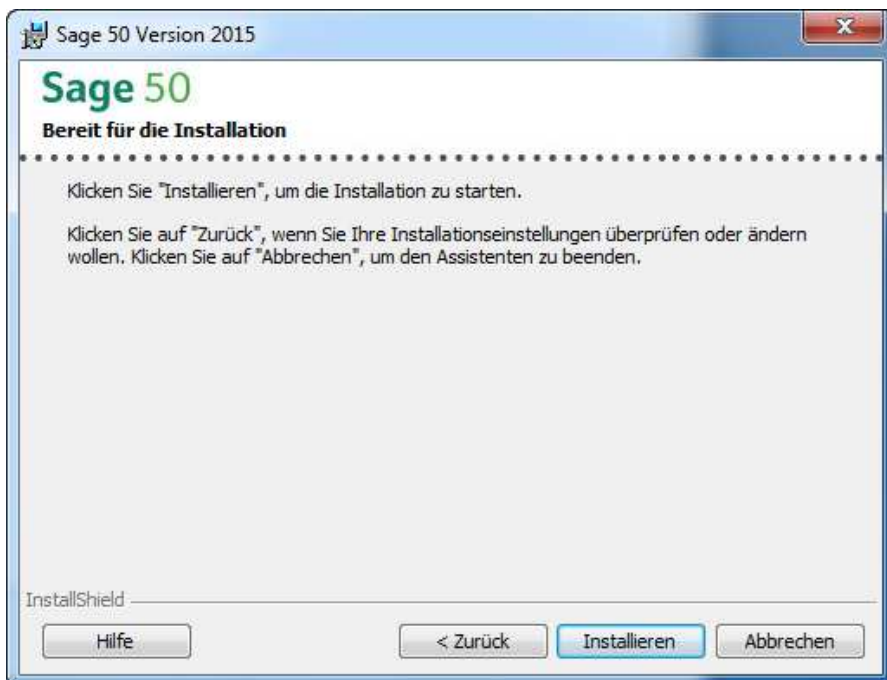 Sage 50 Version 2015
Sage 50
Bereit für die Installation
Klicken Sie "Installieren", um die Installation zu starten.
Klicken Sie auf "Zurück", wenn Sie Ihre Installationseinstellungen überprüfen oder ändern
wollen. Klicken Sie auf "Abbrechen", um den Assistenten zu beenden.
InstallShield
Hilfe
< Zurück
Installieren
Abbrechen